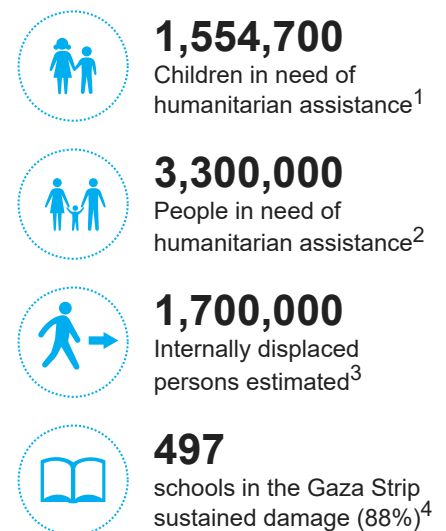 1,554,700
Children in need of
humanitarian assistance1
3,300,000
People in need of
humanitarian assistance2
1,700,000
Internally displaced
persons estimated3
497
schools in the Gaza Strip
sustained damage (88%)4